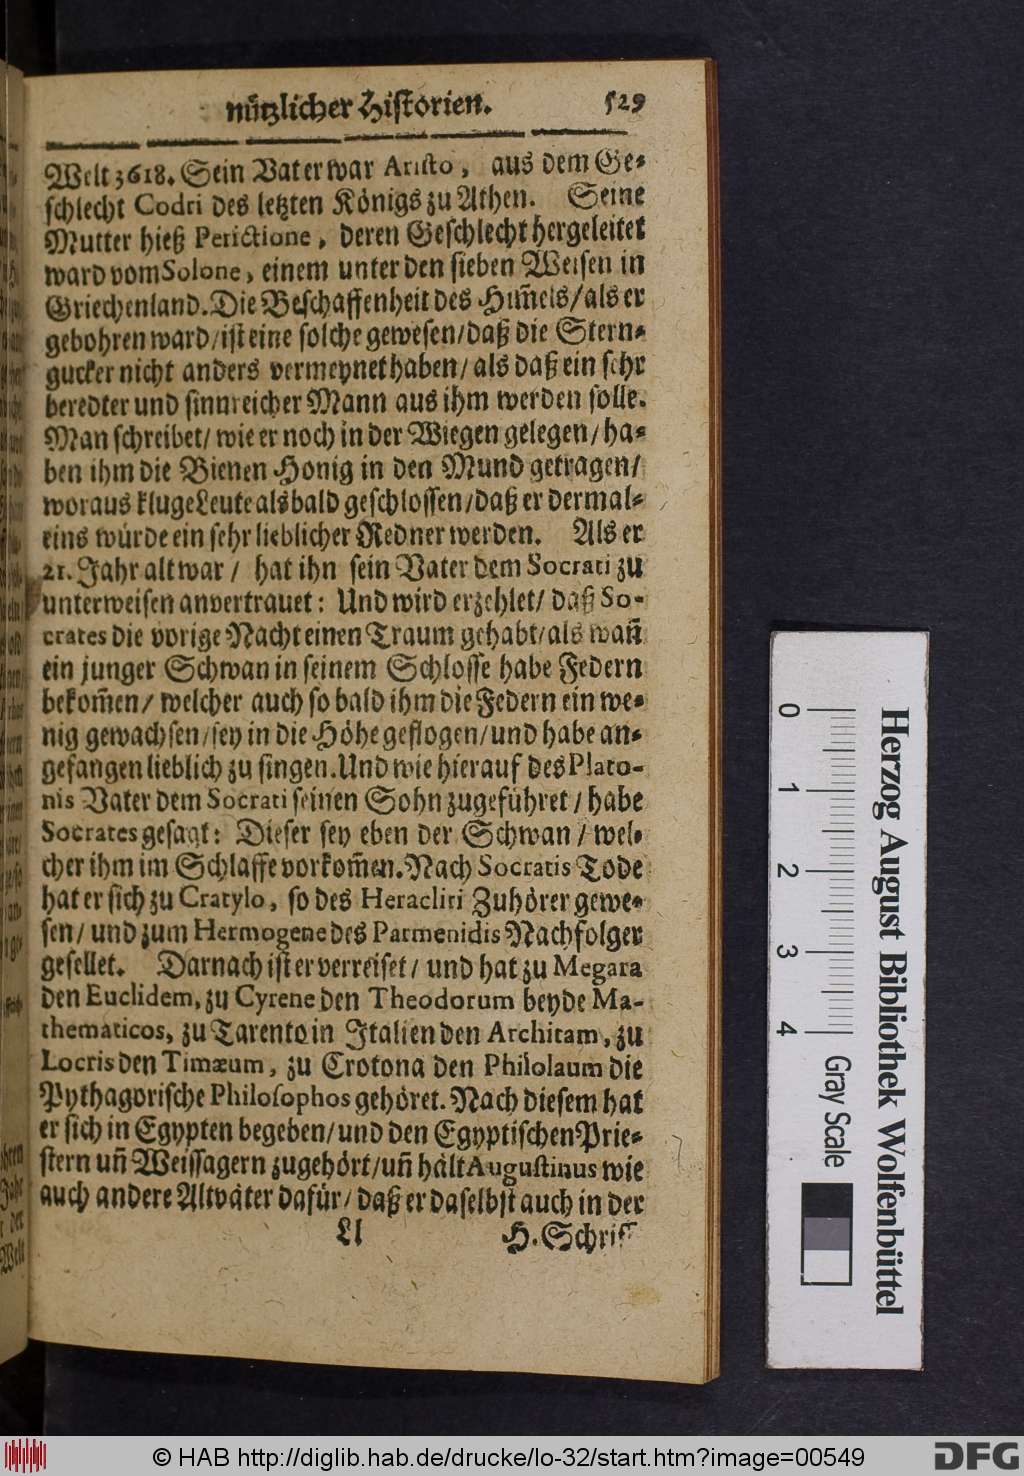 nützlicher Historien. 529
Welt 3618. Sein Vater war Aristo, aus dem Ge-
schlecht Codri des letzten Königs zu Athen. Seine
Mutter hieß Perictione, deren Geschlecht hergeleitet
ward vom Solone, einem unter den sieben Weisen in
Griechenland. Die Beschaffenheit des Him̃els/ als er
gebohren ward/ ist eine solche gewesen/ daß die Stern-
gucker nicht anders vermeynet haben/ als daß ein sehr
beredter und sinnreicher Mann aus ihm werden solle.
Man schreibet/ wie er noch in der Wiegen gelegen/ ha-
ben ihm die Bienen Honig in den Mund getragen/
woraus kluge Leute alsbald geschlossen/ daß er dermal-
eins würde ein sehr lieblicher Redner werden. Als er
21. Jahr alt war/ hat ihn sein Vater dem Socrati zu
unterweisen anvertrauet: Und wird erzehlet/ daß So-
crates die vorige Nacht einen Traum gehabt/ als wañ
ein junger Schwan in seinem Schlosse habe Federn
bekom̃en/ welcher auch so bald ihm die Federn ein we-
nig gewachsen/ sey in die Höhe geflogen/ und habe an-
gefangen lieblich zu singen. Und wie hierauf des Plato-
nis Vater dem Socrati seinen Sohn zugeführet/ habe
Socrates gesagt: Dieser sey eben der Schwan/ wel-
cher ihm im Schlaffe vorkom̃en. Nach Socratis Tode
hat er sich zu Cratylo, so des Heracliti Zuhörer gewe-
sen/ und zum Hermogene des Parmenidis Nachfolger
gesellet. Darnach ist er verreiset/ und hat zu Megara
den Euclidem, zu Cyrene den Theodorum beyde Ma-
thematicos, zu Tarento in Italien den Architam, zu
Locris den Timæum, zu Crotona den Philolaum die
Pythagorische Philosophos gehöret. Nach diesem hat
er sich in Egypten begeben/ und den Egyptischen Prie-
stern uñ Weissagern zugehört/ uñ hält Augustinus wie
auch andere Altväter dafür/ daß er daselbst auch in der
Ll H. Schrif
0 1 2 3 4
Herzog August Bibliothek Wolfenbüttel
Gray Scale
© HAB http://diglib.hab.de/drucke/lo-32/start.htm?image=00549
DFG